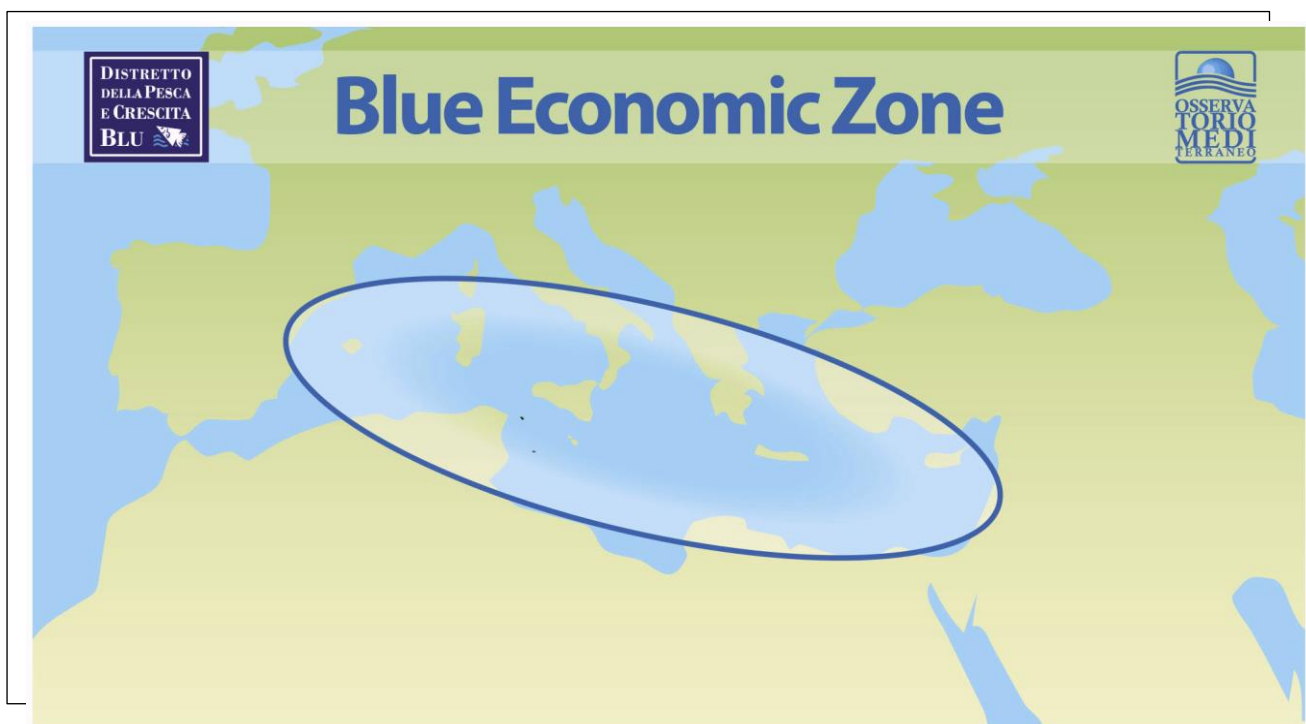 DISTRETTO
DELLA PESCA
E CRESCITA
BLU
Blue Economic Zone
OSSERVA
TORIO
MEDI
TERRANEO